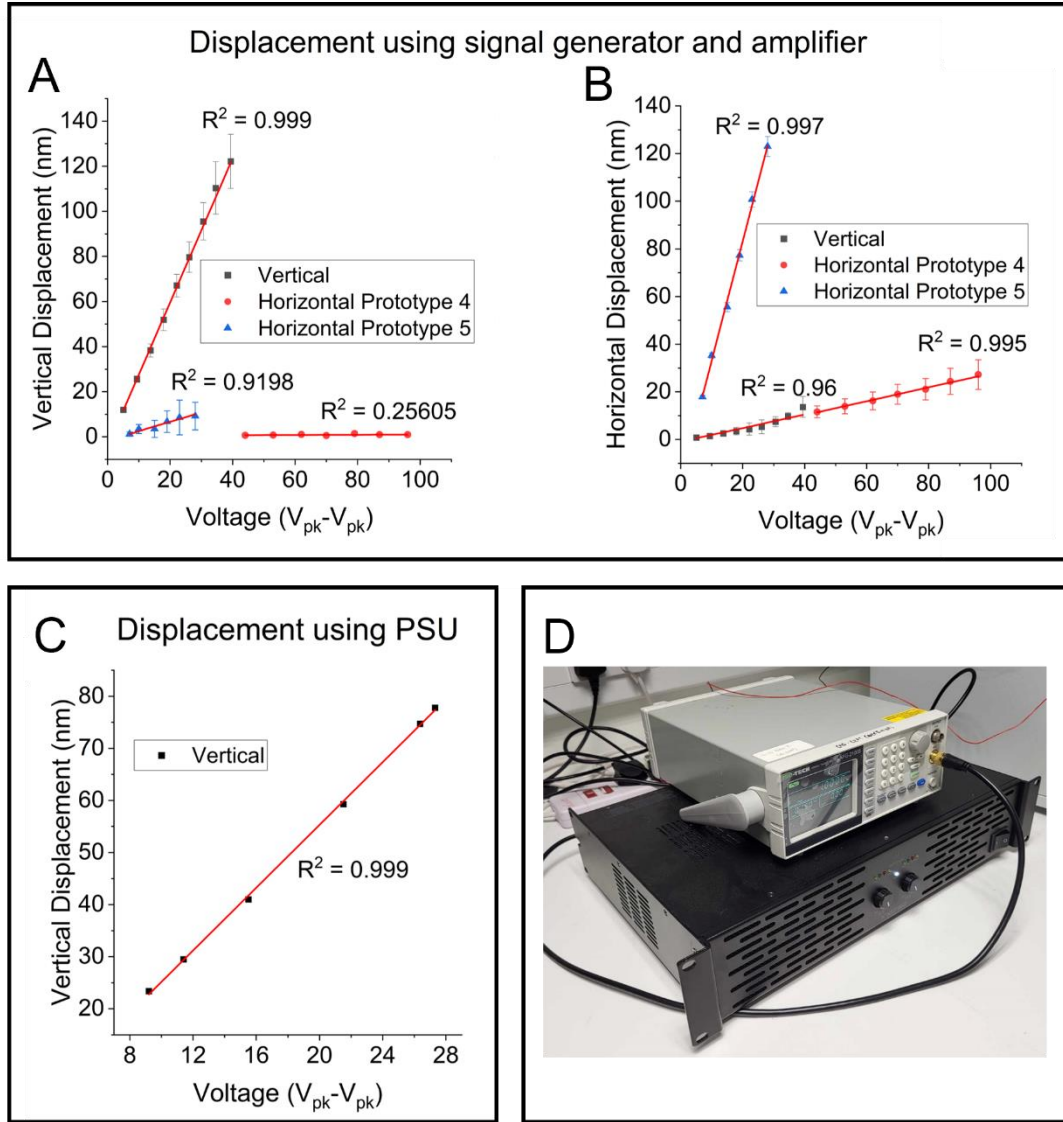 Displacement using signal generator and amplifier
A
R² = 0.999
140
120
100
80
60
40
20
0
Vertical Displacement (nm)
Vertical
Horizontal Prototype 4
Horizontal Prototype 5
R² = 0.9198
R² = 0.25605
0 20 40 60 80 100
Voltage (Vpk-Vpk)
B
R² = 0.997
140
120
100
80
60
40
20
0
Horizontal Displacement (nm)
Vertical
Horizontal Prototype 4
Horizontal Prototype 5
R² = 0.995
R² = 0.96
0 20 40 60 80 100
Voltage (Vpk-Vpk)
C
Displacement using PSU
80
70
60
50
40
30
20
Vertical Displacement (nm)
Vertical
R² = 0.999
8 12 16 20 24 28
Voltage (Vpk-Vpk)
D